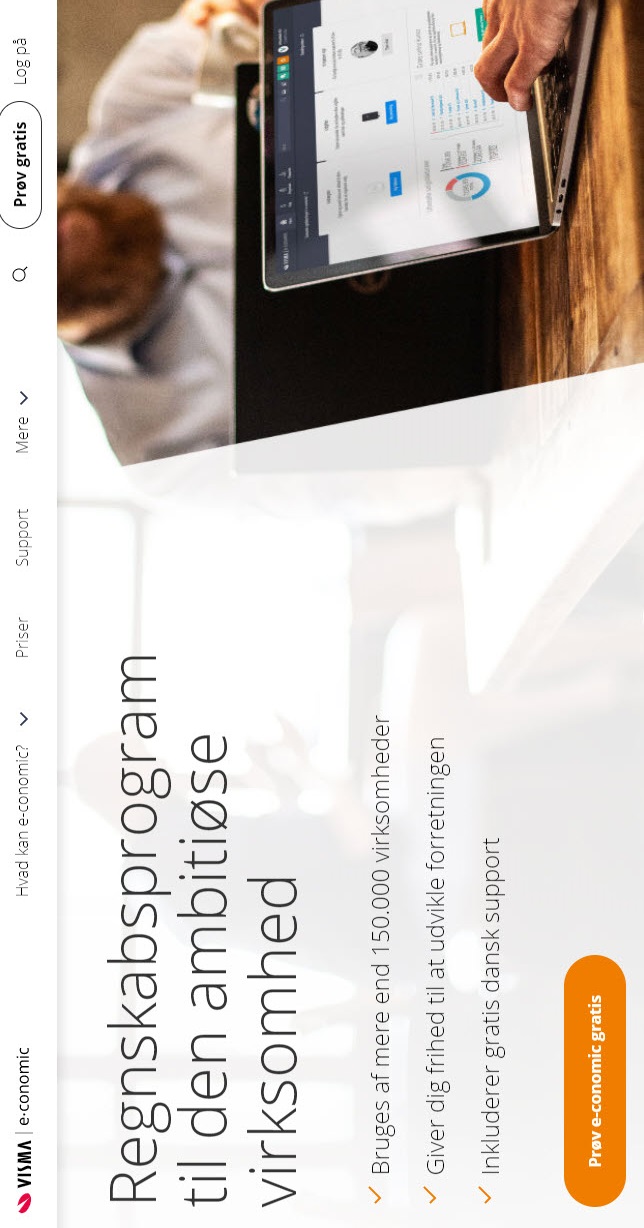 VISMA | e-conomic
Hvad kan e-conomic?
Priser
Support
Mere
Prøv gratis
Log på
Regnskabsprogram
til den ambitiøse
virksomhed
Bruges af mere end 150.000 virksomheder
Giver dig frihed til at udvikle forretningen
Inkluderer gratis dansk support
Prøv e-conomic gratis